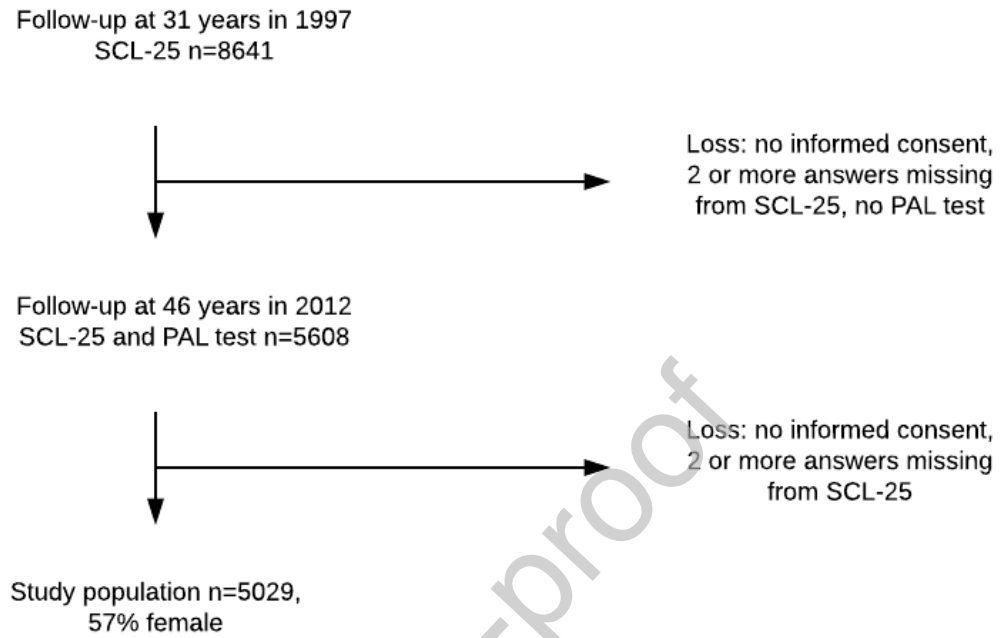 Follow-up at 31 years in 1997
SCL-25 n=8641
Loss: no informed consent,
2 or more answers missing
from SCL-25, no PAL test
Follow-up at 46 years in 2012
SCL-25 and PAL test n=5608
Loss: no informed consent,
2 or more answers missing
from SCL-25
Study population n=5029,
57% female